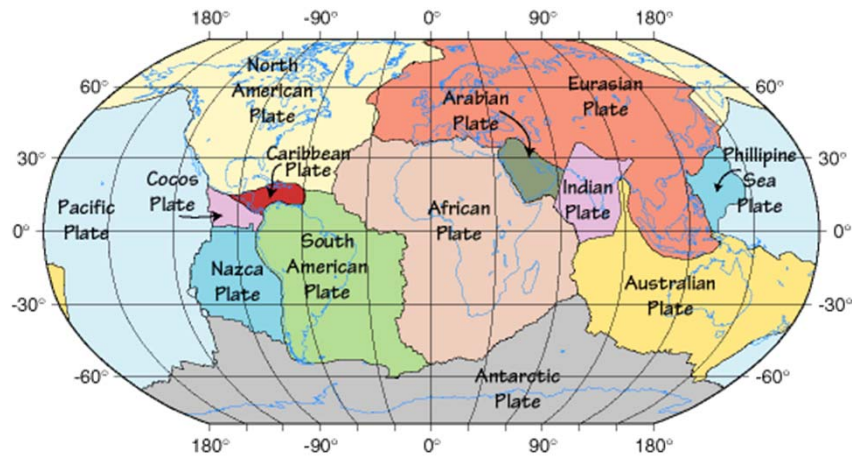 180° -90° 0° 90° 180°
60° 60°
30° 30°
0° 0°
-30° -30°
-60° -60°
180° -90° 0° 90° 180°
North
American
Plate
Eurasian
Plate
Arabian
Plate
Caribbean
Plate
Cocos
Plate
Phillipine
Sea
Plate
Indian
Plate
Pacific
Plate
African
Plate
South
American
Plate
Nazca
Plate
Australian
Plate
Antarctic
Plate